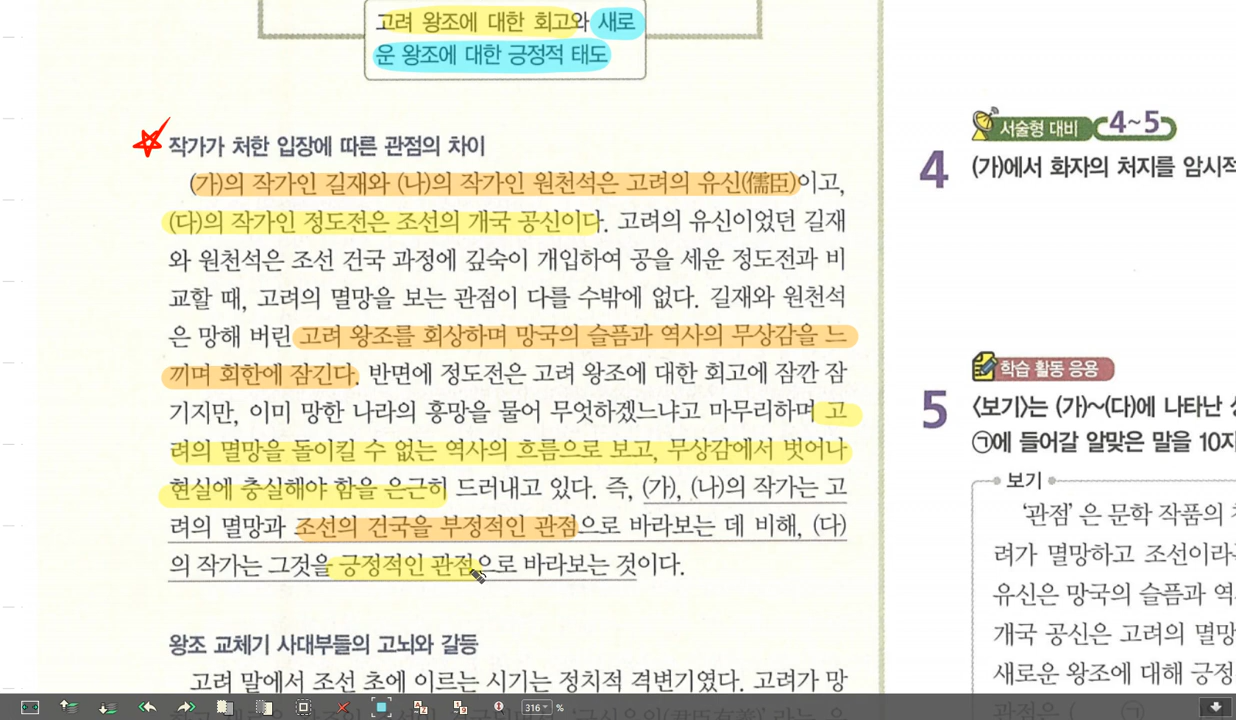 고려 왕조에 대한 회고와 새로
운 왕조에 대한 긍정적 태도
작가가 처한 입장에 따른 관점의 차이
(가)의 작가인 길재와 (나)의 작가인 원천석은 고려의 유신(儒臣)이고,
(다)의 작가인 정도전은 조선의 개국 공신이다. 고려의 유신이었던 길재
와 원천석은 조선 건국 과정에 깊숙이 개입하여 공을 세운 정도전과 비
교할 때, 고려의 멸망을 보는 관점이 다를 수밖에 없다. 길재와 원천석
은 망해 버린 고려 왕조를 회상하며 망국의 슬픔과 역사의 무상감을 느
끼며 회한에 잠긴다. 반면에 정도전은 고려 왕조에 대한 회고에 잠깐 잠
기지만, 이미 망한 나라의 흥망을 물어 무엇하겠느냐고 마무리하며 고
려의 멸망을 돌이킬 수 없는 역사의 흐름으로 보고, 무상감에서 벗어나
현실에 충실해야 함을 은근히 드러내고 있다. 즉, (가), (나)의 작가는 고
려의 멸망과 조선의 건국을 부정적인 관점으로 바라보는 데 비해, (다)
의 작가는 그것을 긍정적인 관점으로 바라보는 것이다.
왕조 교체기 사대부들의 고뇌와 갈등
고려 말에서 조선 초에 이르는 시기는 정치적 격변기였다. 고려가 망
서술형 대비 4~5
4 (가)에서 화자의 처지를 암시적
학습 활동 응용
5 〈보기〉는 (가)~(다)에 나타난
㉠에 들어갈 알맞은 말을 10자
보기
'관점'은 문학 작품의
려가 멸망하고 조선이라
유신은 망국의 슬픔과 역
개국 공신은 고려의 멸망
새로운 왕조에 대해 긍정
관점은 ( ㉠
316 %